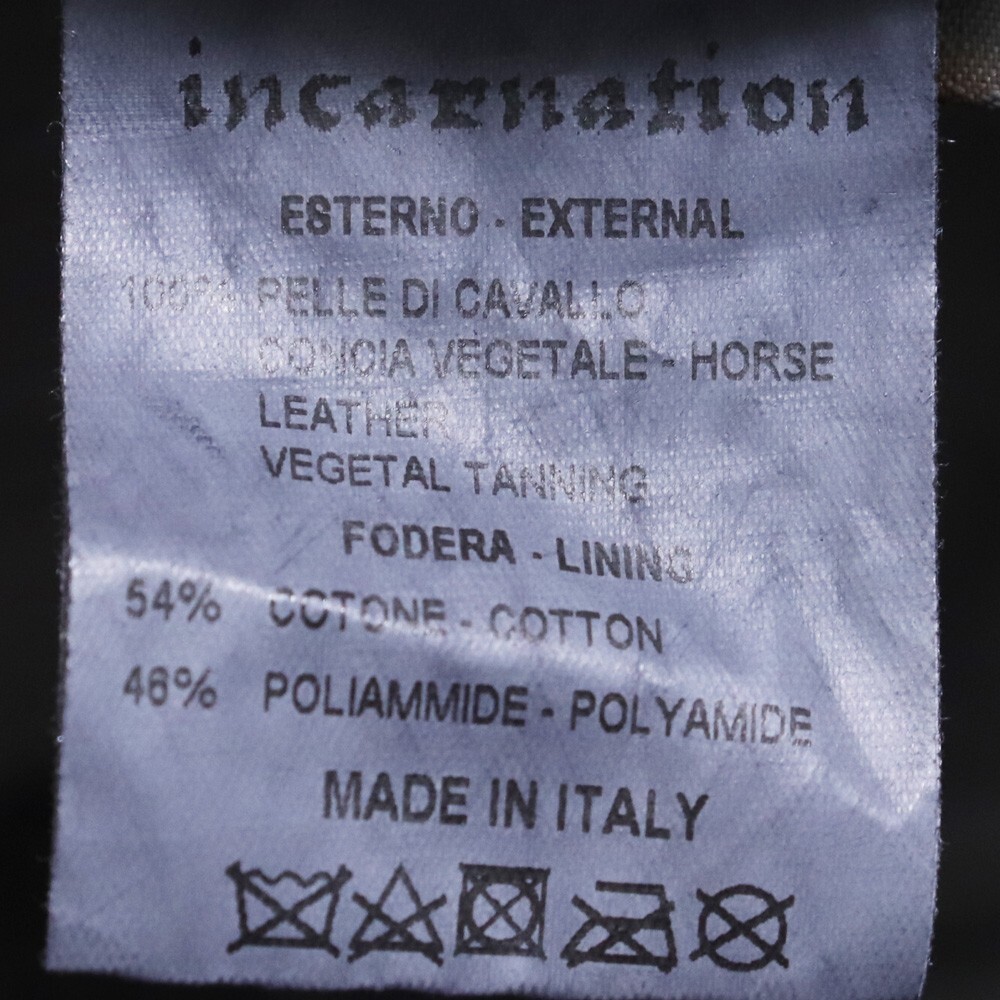 incarnation
ESTERNO - EXTERNAL
100% PELLE DI CAVALLO
CONCIA VEGETALE - HORSE
LEATHER
VEGETAL TANNING
FODERA - LINING
54% COTONE - COTTON
46% POLIAMMIDE - POLYAMIDE
MADE IN ITALY